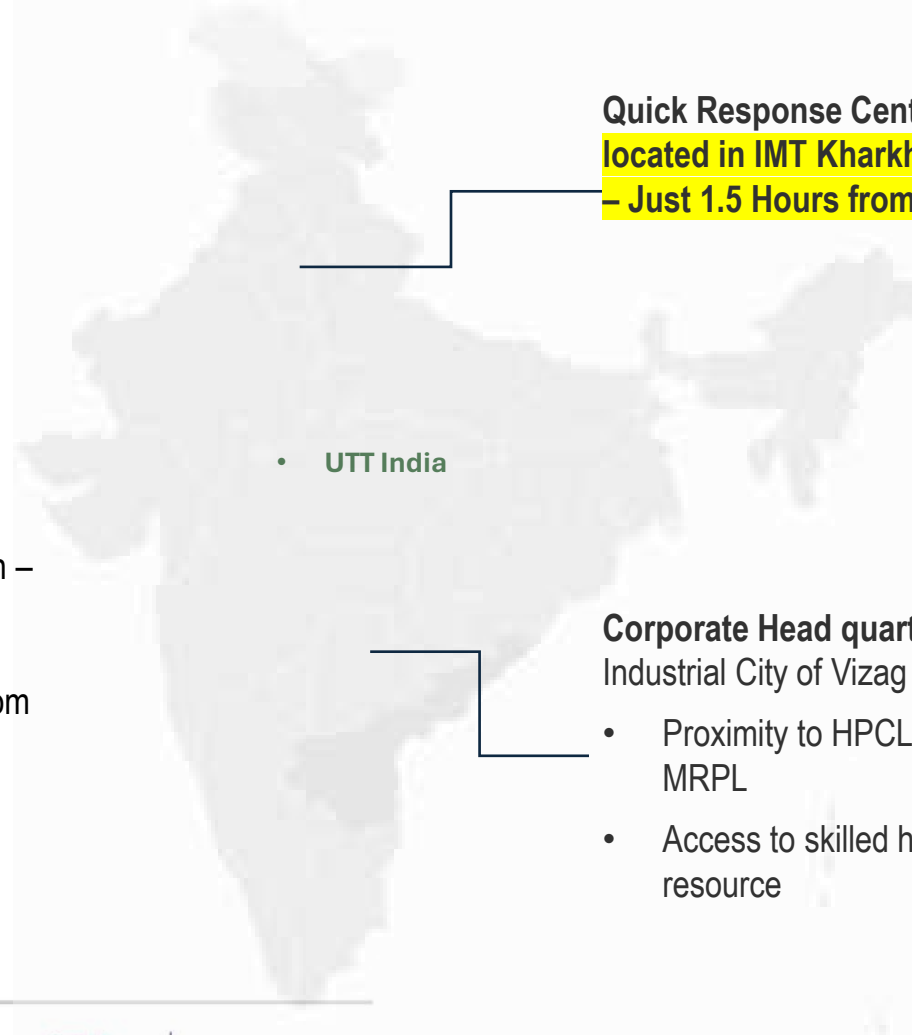 Quick Response Cent
located in IMT Kharkh
– Just 1.5 Hours from
• UTT India
n –
om
Corporate Head quart
Industrial City of Vizag
• Proximity to HPCL
MRPL
• Access to skilled h
resource